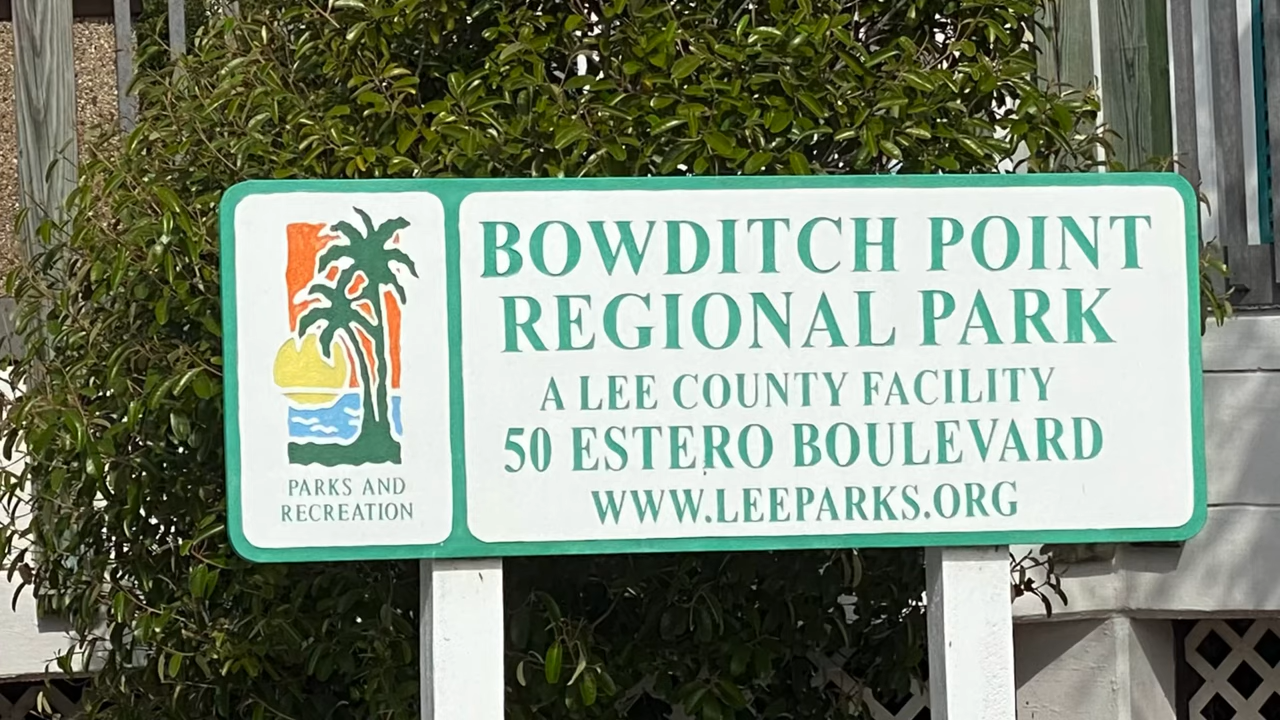 BOWDITCH POINT
REGIONAL PARK
A LEE COUNTY FACILITY
50 ESTERO BOULEVARD
WWW.LEEPARKS.ORG
PARKS AND
RECREATION